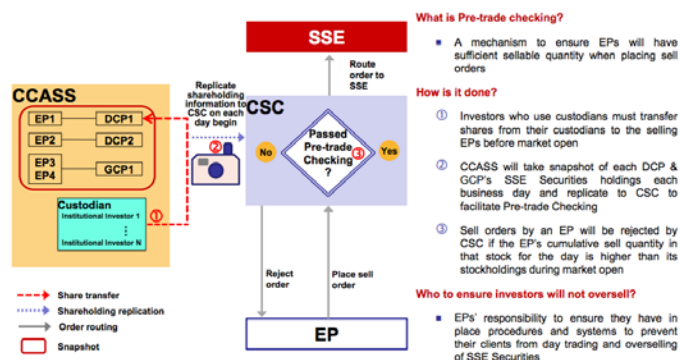 SSE
Route
order to
SSE
Replicate
shareholding
information to
CSC on each
day begin
②
CCASS
EP1
DCP1
EP2
DCP2
EP3
EP4
GCP1
Custodian
Institutional Investor 1
⋮
Institutional Investor N
①
CSC
No
Passed
Pre-trade
Checking
?
③
Yes
Reject
order
Place sell
order
EP
Share transfer
Shareholding replication
Order routing
Snapshot
What is Pre-trade checking?
■ A mechanism to ensure EPs will have
sufficient sellable quantity when placing sell
orders
How is it done?
① Investors who use custodians must transfer
shares from their custodians to the selling
EPs before market open
② CCASS will take snapshot of each DCP &
GCP's SSE Securities holdings each
business day and replicate to CSC to
facilitate Pre-trade Checking
③ Sell orders by an EP will be rejected by
CSC if the EP's cumulative sell quantity in
that stock for the day is higher than its
stockholdings during market open
Who to ensure investors will not oversell?
■ EPs' responsibility to ensure they have in
place procedures and systems to prevent
their clients from day trading and overselling
of SSE Securities